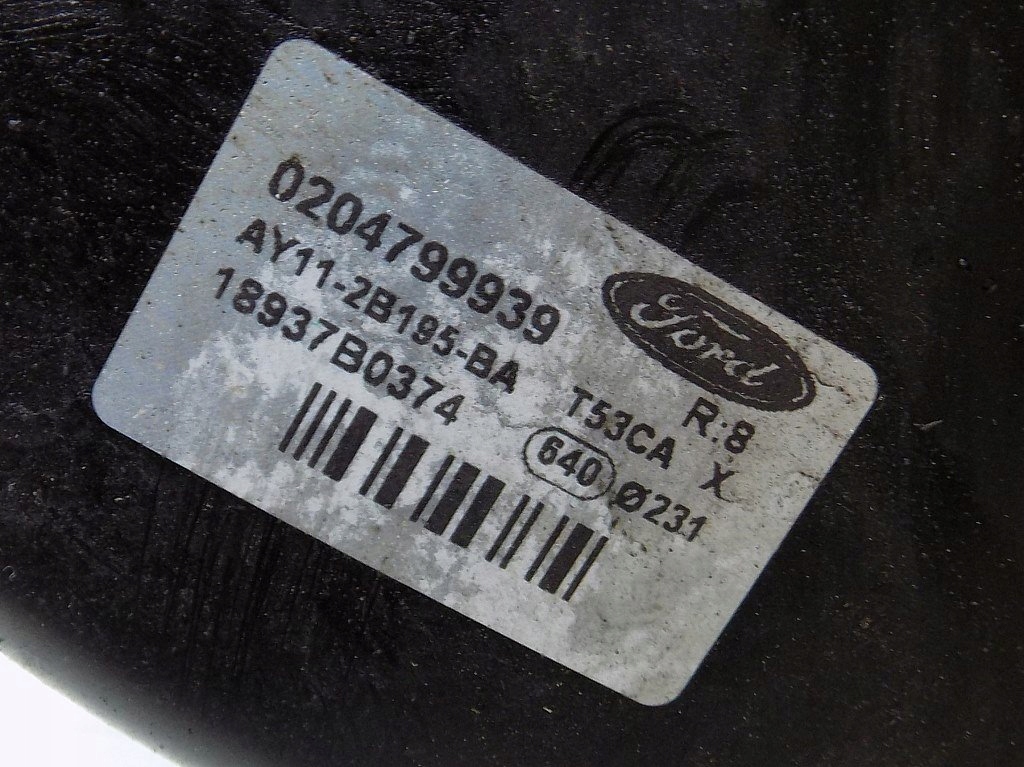 0204799939
Ford
AY11-2B195-BA
T53CA
R:8
18937B0374
640
Ø231
X